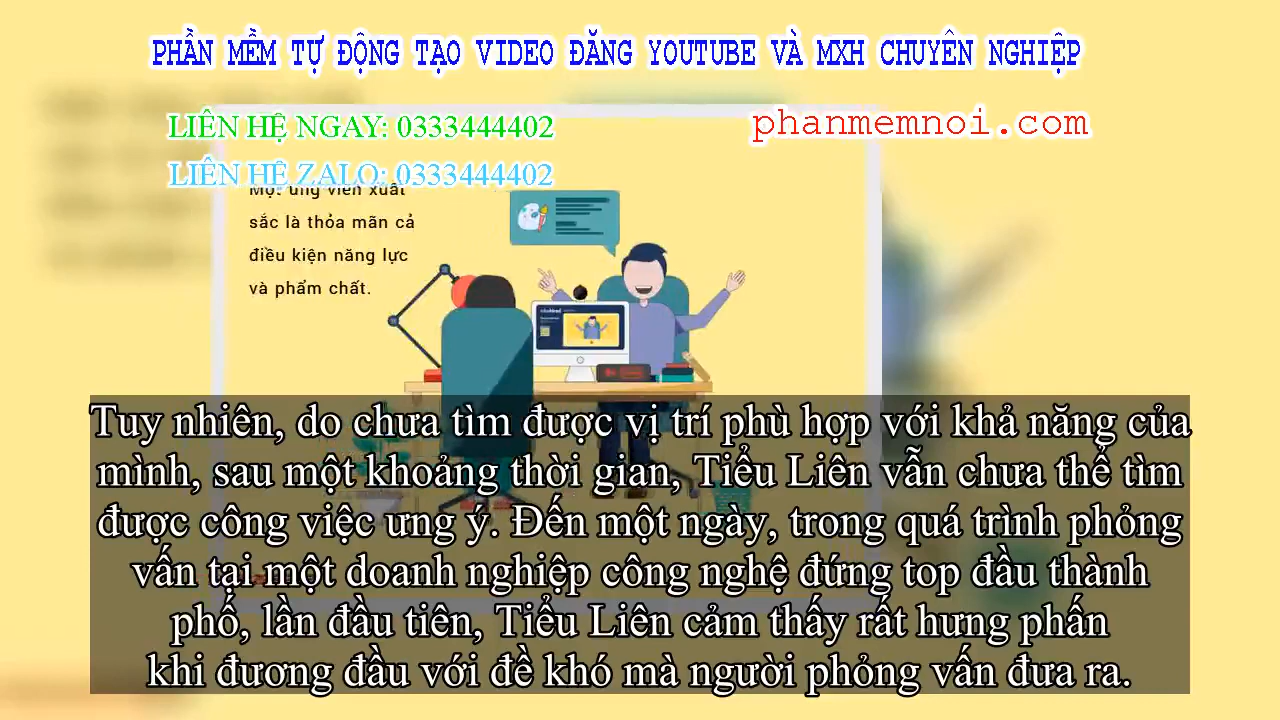 PHẦN MỀM TỰ ĐỘNG TẠO VIDEO ĐĂNG YOUTUBE VÀ MXH CHUYÊN NGHIỆP
LIÊN HỆ NGAY: 0333444402
phanmemnoi.com
LIÊN HỆ ZALO: 0333444402
Một ứng viên xuất
sắc là thỏa mãn cả
điều kiện năng lực
và phẩm chất.
Tuy nhiên, do chưa tìm được vị trí phù hợp với khả năng của
mình, sau một khoảng thời gian, Tiểu Liên vẫn chưa thể tìm
được công việc ưng ý. Đến một ngày, trong quá trình phỏng
vấn tại một doanh nghiệp công nghệ đứng top đầu thành
phố, lần đầu tiên, Tiểu Liên cảm thấy rất hưng phấn
khi đương đầu với đề khó mà người phỏng vấn đưa ra.